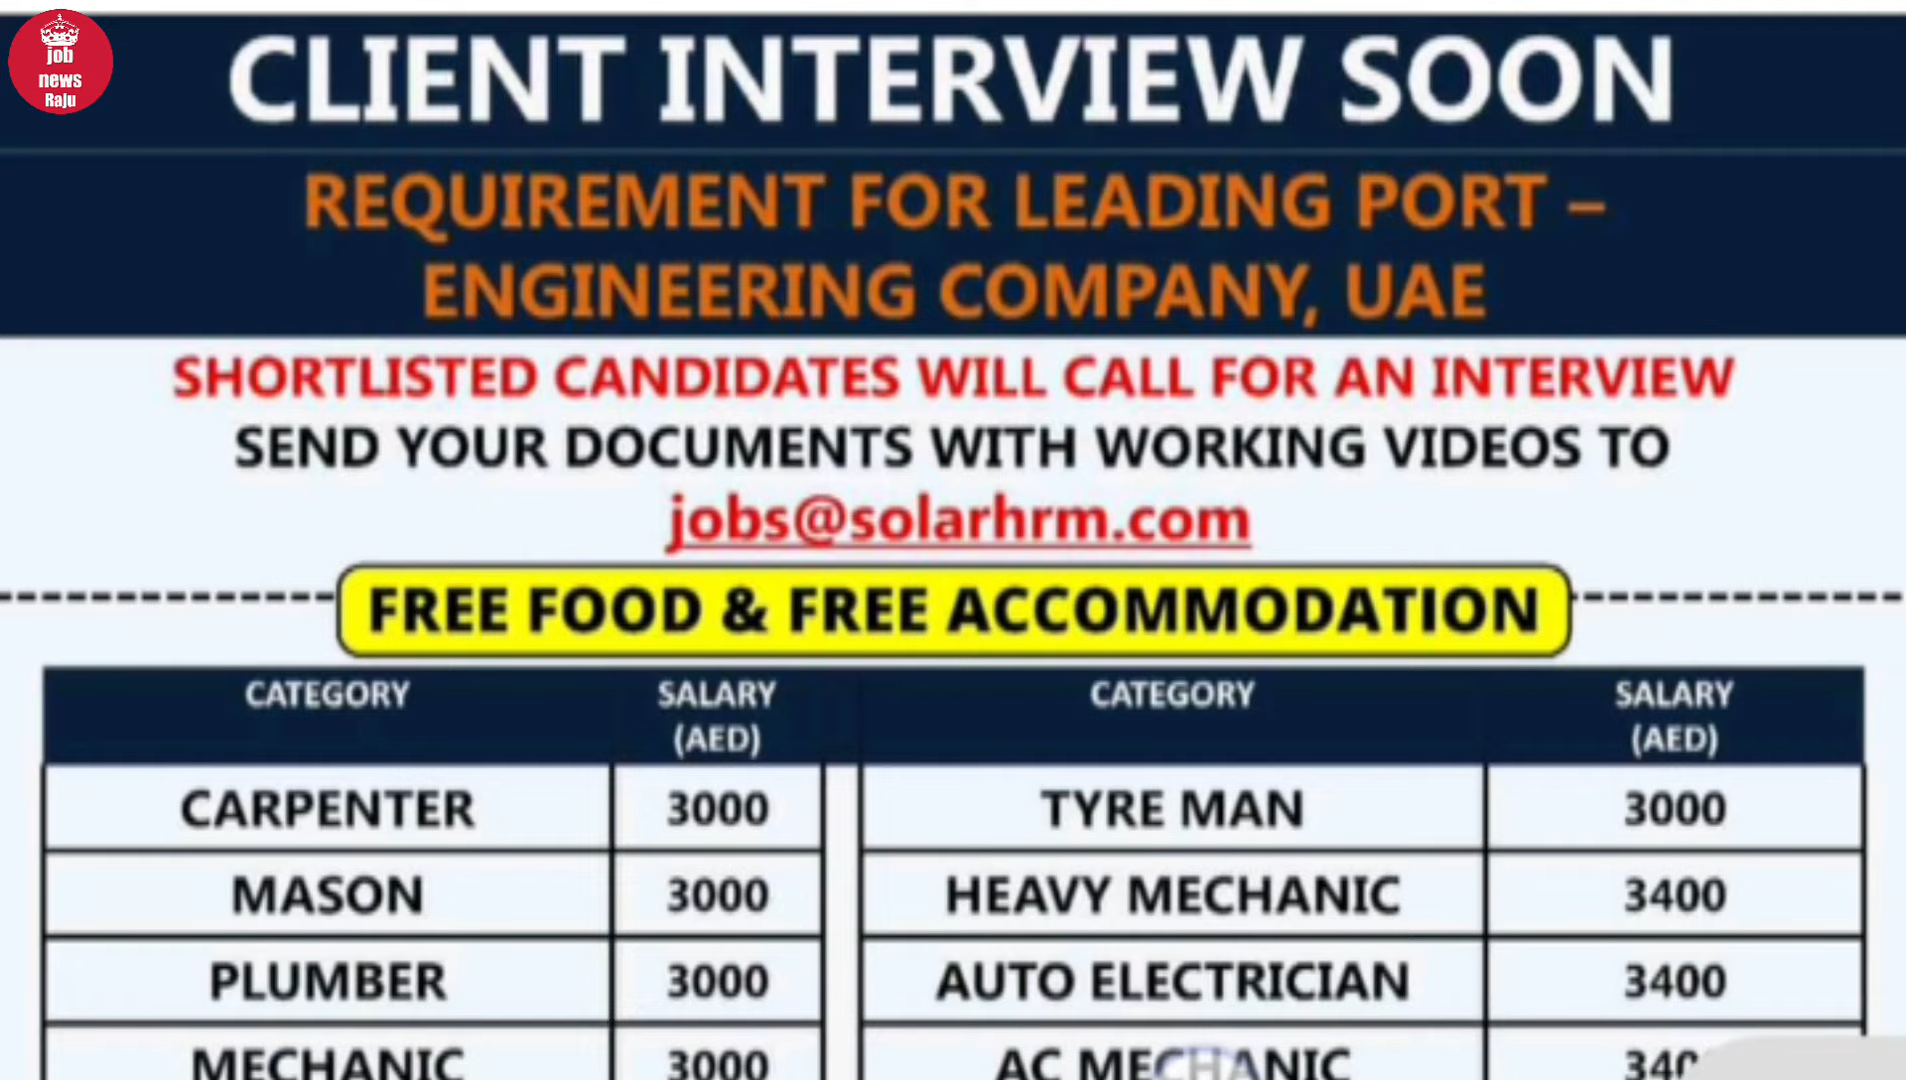 job
news
Raju
CLIENT INTERVIEW SOON
REQUIREMENT FOR LEADING PORT –
ENGINEERING COMPANY, UAE
SHORTLISTED CANDIDATES WILL CALL FOR AN INTERVIEW
SEND YOUR DOCUMENTS WITH WORKING VIDEOS TO
jobs@solarhrm.com
FREE FOOD & FREE ACCOMMODATION
CATEGORY SALARY (AED) CATEGORY SALARY (AED)
CARPENTER 3000 TYRE MAN 3000
MASON 3000 HEAVY MECHANIC 3400
PLUMBER 3000 AUTO ELECTRICIAN 3400
MECHANIC 3000 AC MECHANIC